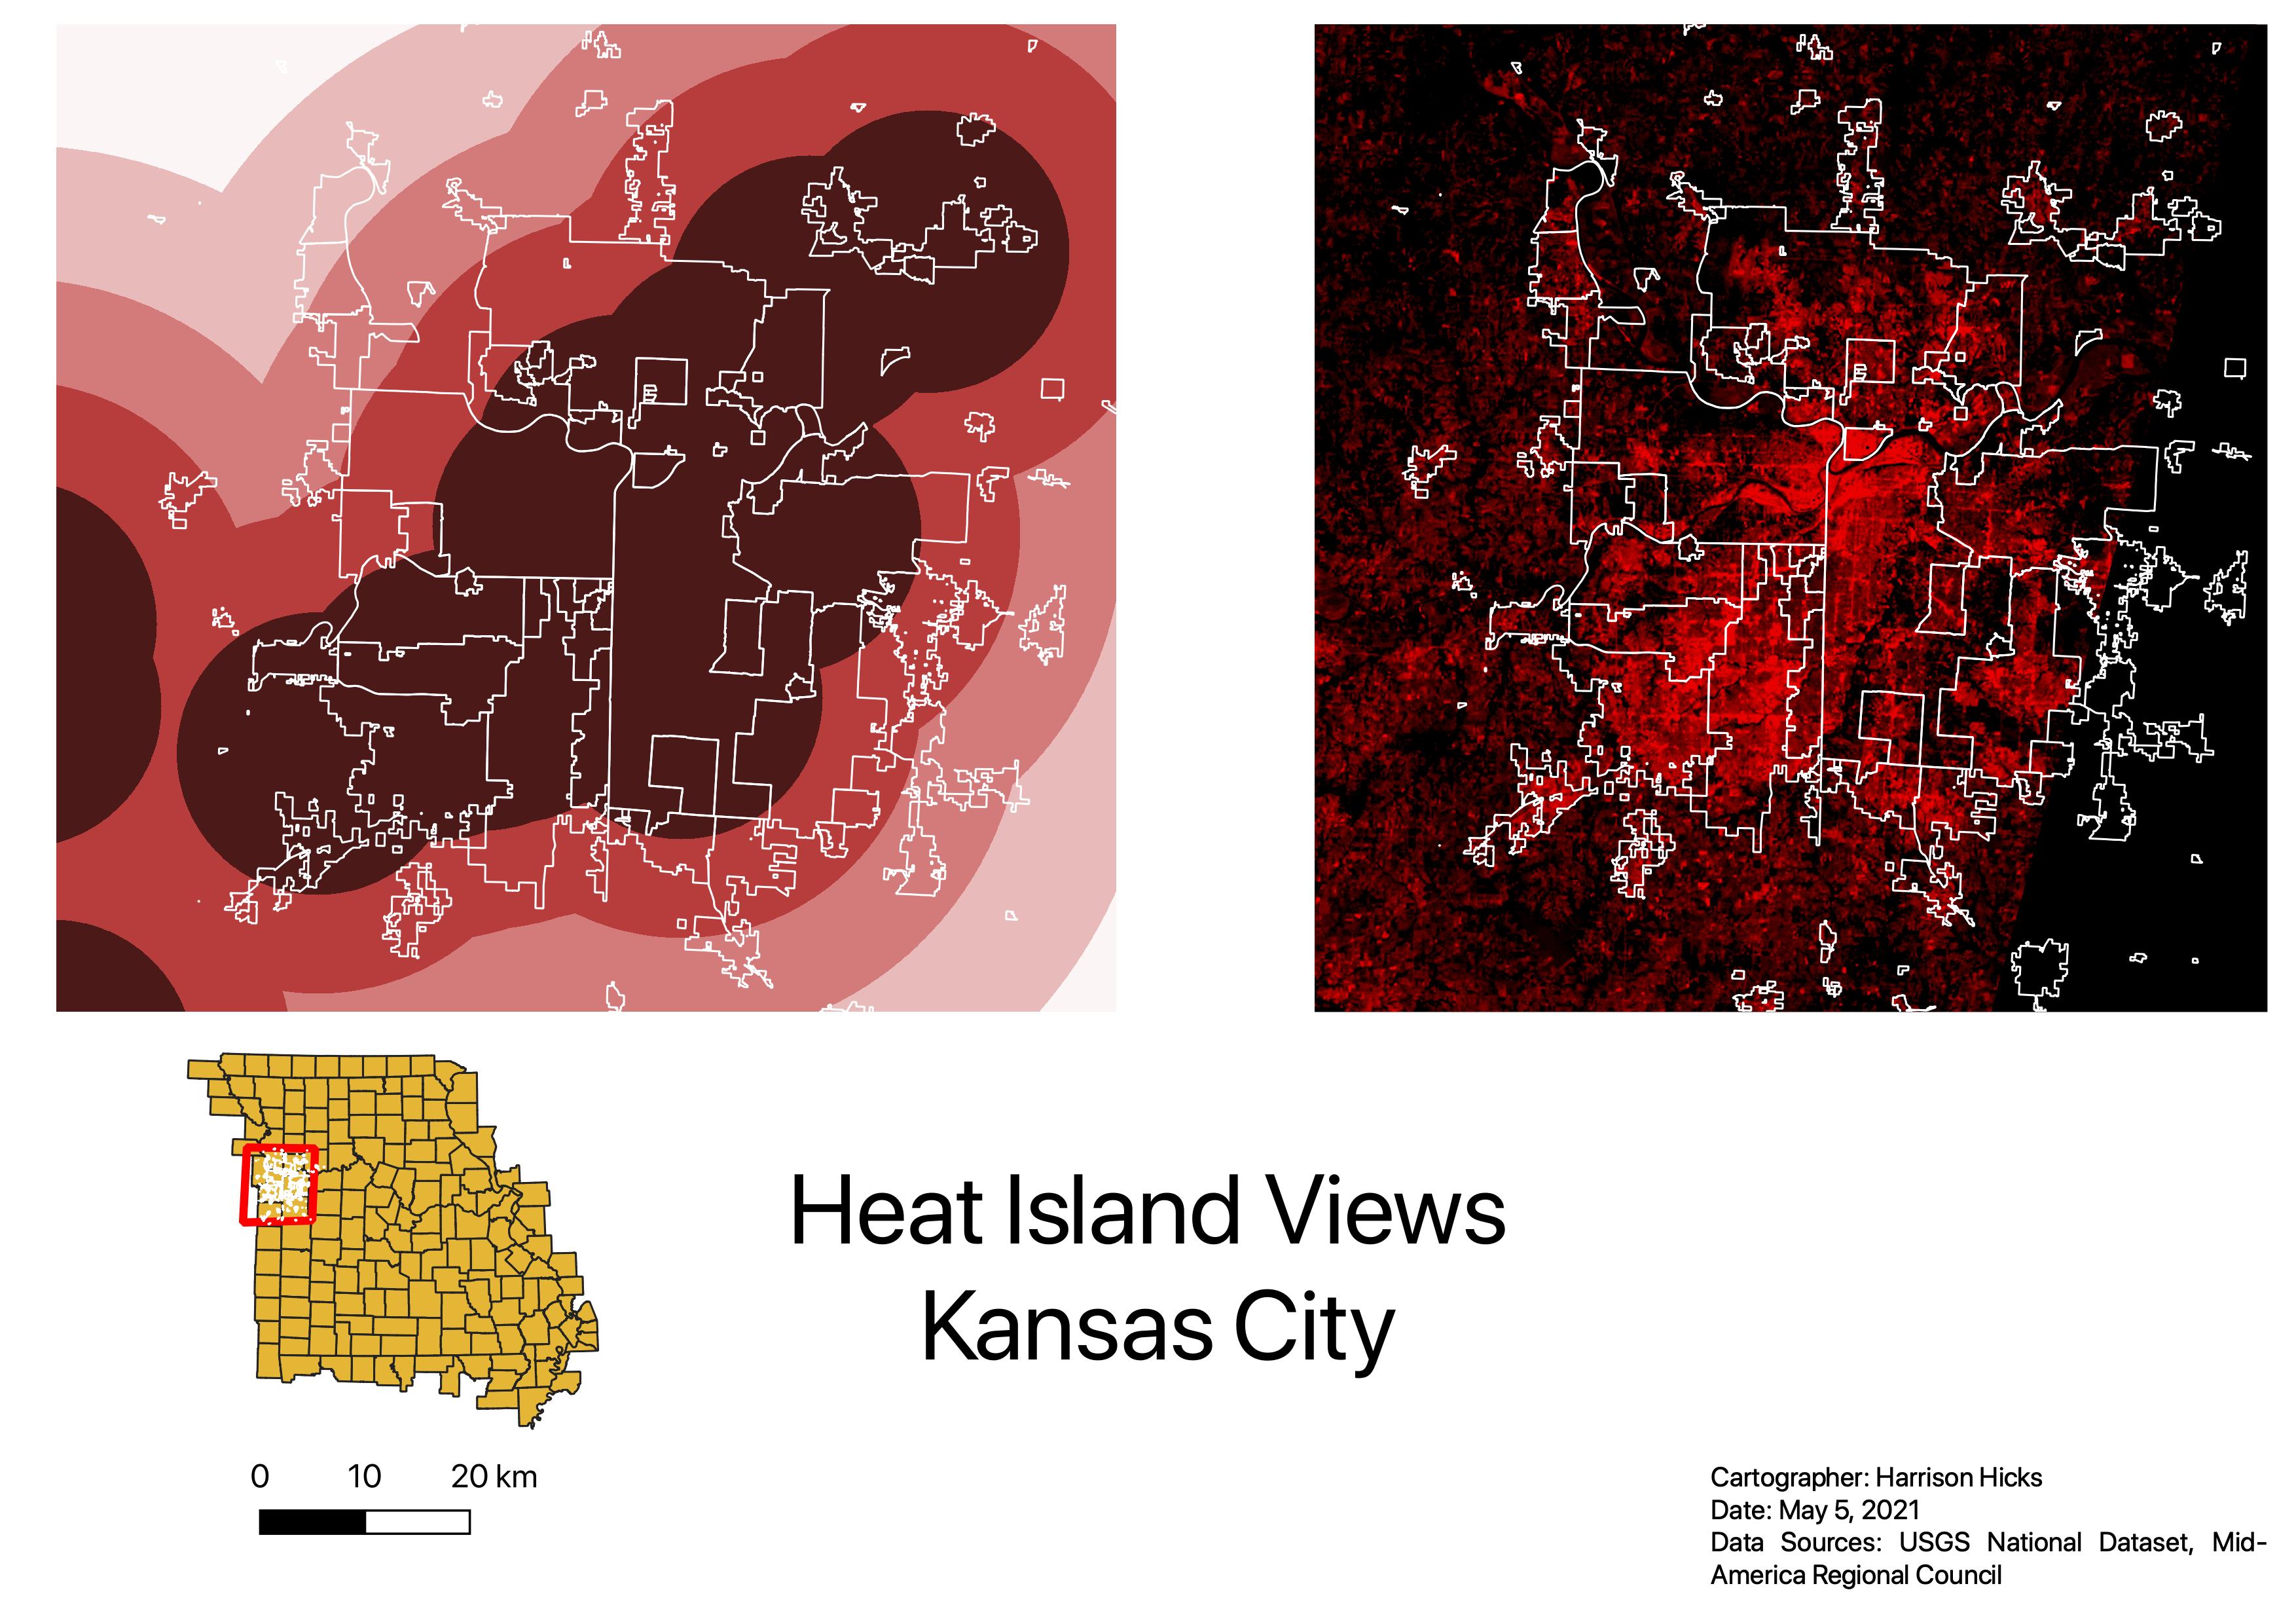 Heat Island Views
Kansas City
0 10 20 km
Cartographer: Harrison Hicks
Date: May 5, 2021
Data Sources: USGS National Dataset, Mid-
America Regional Council